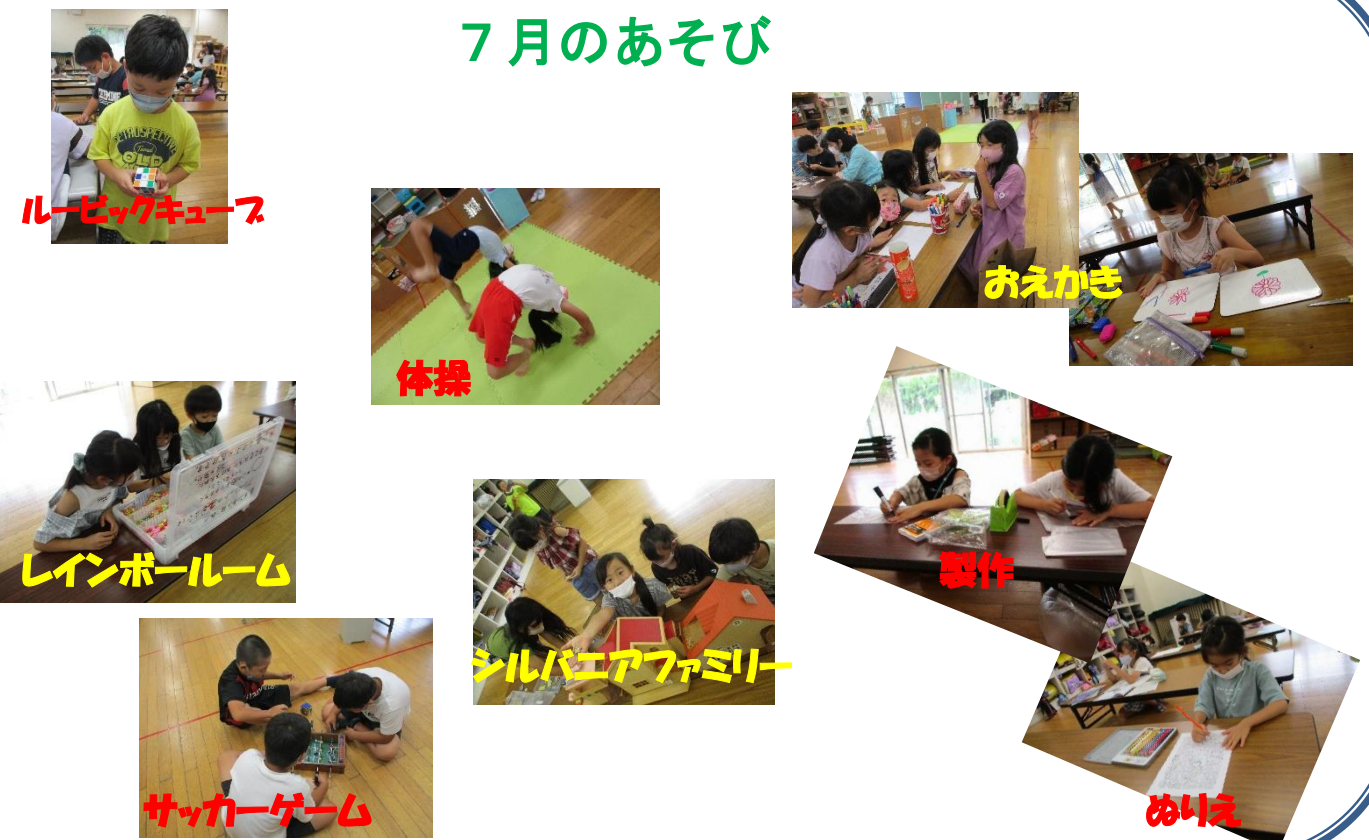 7月のあそび
ルービックキューブ
体操
おえかき
レインボールーム
シルバニアファミリー
製作
サッカーゲーム
ぬりえ